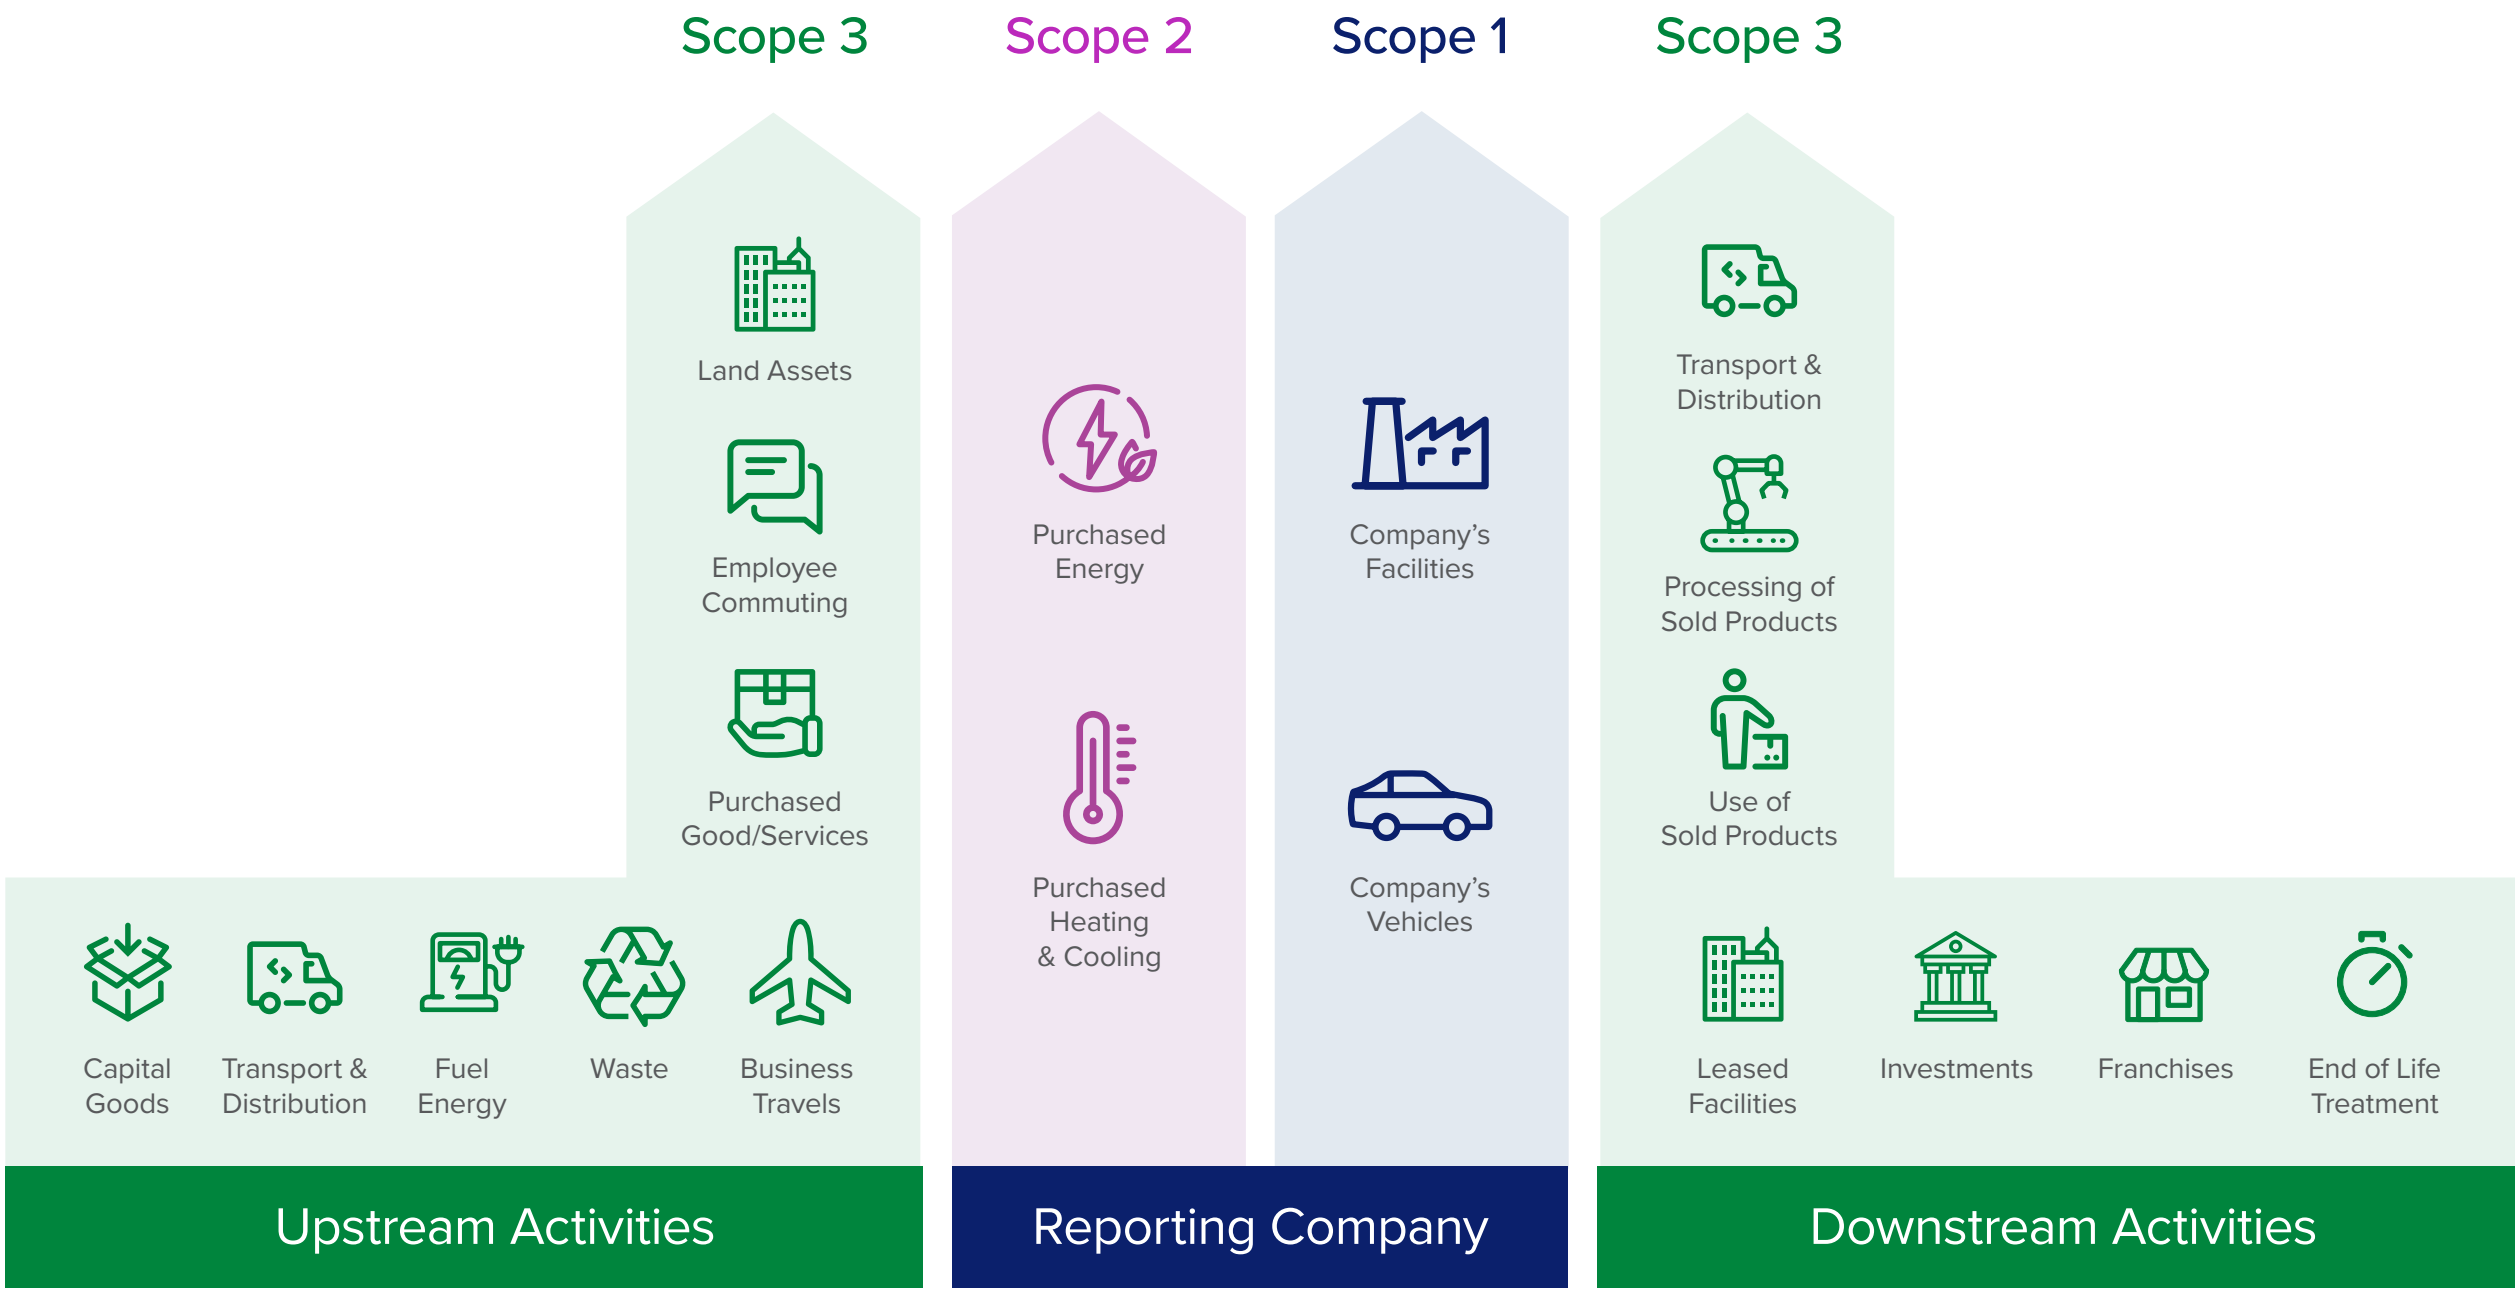 Scope 3
Scope 2
Scope 1
Scope 3
Land Assets
Employee
Commuting
Purchased
Good/Services
Capital
Goods
Transport &
Distribution
Fuel
Energy
Waste
Business
Travels
Purchased
Energy
Purchased
Heating
& Cooling
Company’s
Facilities
Company’s
Vehicles
Transport &
Distribution
Processing of
Sold Products
Use of
Sold Products
Leased
Facilities
Investments
Franchises
End of Life
Treatment
Upstream Activities
Reporting Company
Downstream Activities